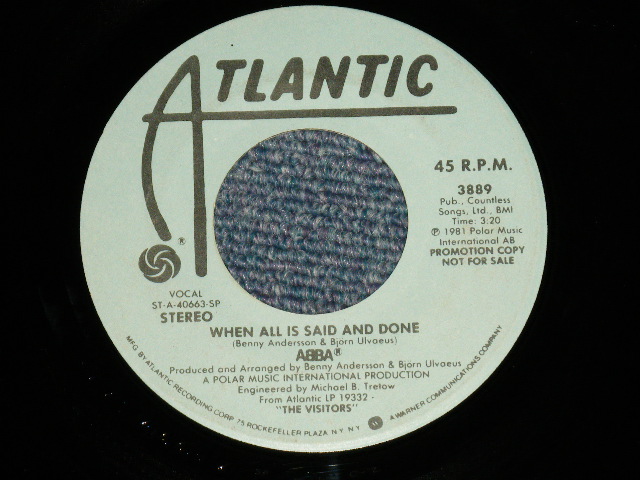 ATLANTIC
45 R.P.M.
3889
Pub., Countless
Songs, Ltd., BMI
Time: 3:20
℗ 1981 Polar Music
International AB
PROMOTION COPY
NOT FOR SALE
®
VOCAL
ST-A-40663-SP
STEREO
WHEN ALL IS SAID AND DONE
(Benny Andersson & Björn Ulvaeus)
ABBA®
Produced and Arranged by Benny Andersson & Björn Ulvaeus
A POLAR MUSIC INTERNATIONAL PRODUCTION
Engineered by Michael B. Tretow
From Atlantic LP 19332 -
"THE VISITORS"
MFG. BY ATLANTIC RECORDING CORP. 75 ROCKEFELLER PLAZA N.Y. N.Y. A WARNER COMMUNICATIONS COMPANY